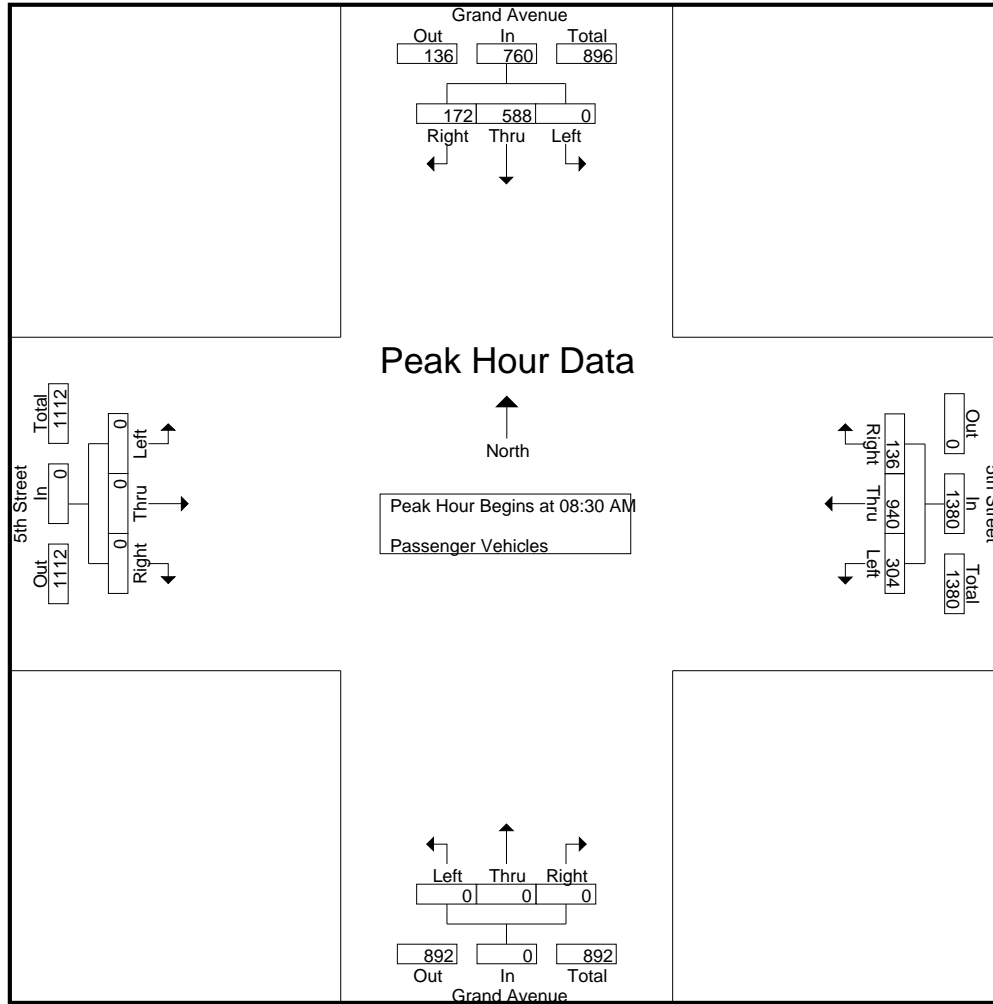 Grand Avenue
Out In Total
136 760 896
172 588 0
Right Thru Left
Peak Hour Data
North
Peak Hour Begins at 08:30 AM
Passenger Vehicles
5th Street
Total In Out
1112 0 1112
0 0 0
Left Thru Right
Right Thru Left
136 940 304
Out In Total
0 1380 1380
5th Street
Left Thru Right
0 0 0
892 0 892
Out In Total
Grand Avenue